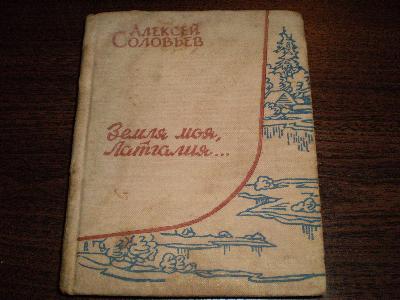 Алексей
Соловьев
Земля моя,
Латгалия...